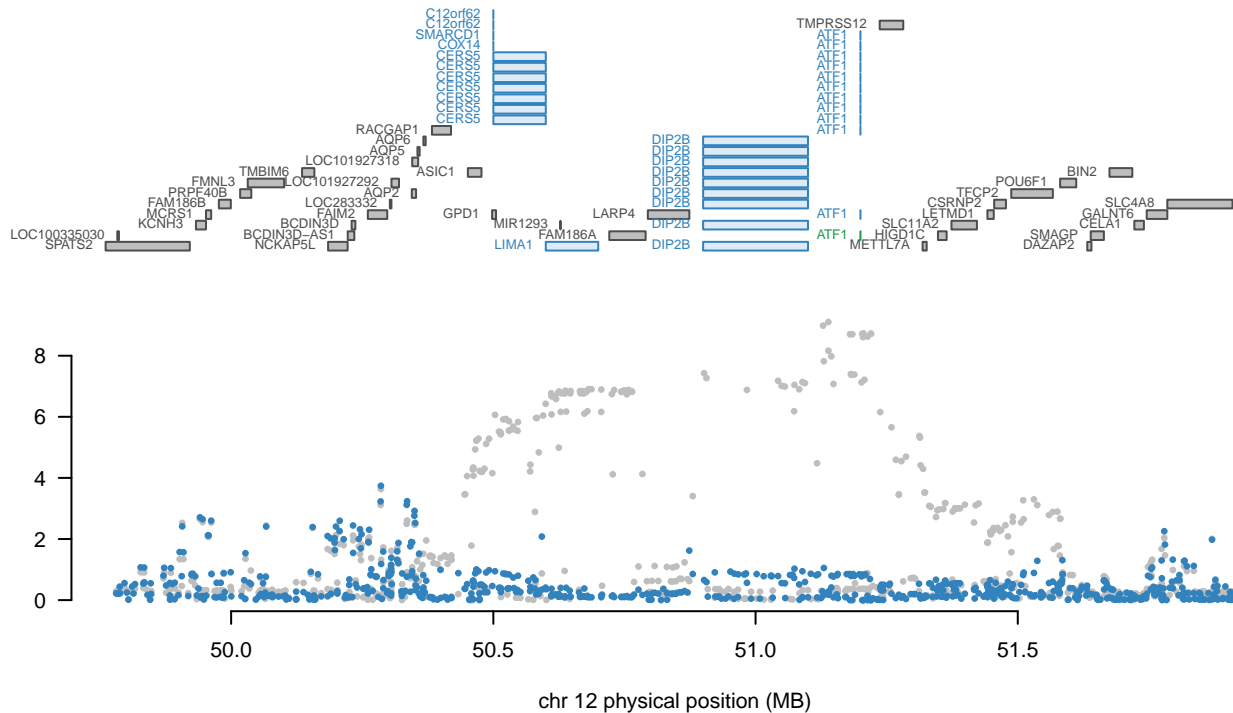 C12orf62
C12orf62 TMPRSS12
SMARCD1 ATF1
COX14 ATF1
CERS5 ATF1
CERS5 ATF1
CERS5 ATF1
CERS5 ATF1
CERS5 ATF1
CERS5 ATF1
CERS5 ATF1
RACGAP1 ATF1
AQP6 DIP2B
AQP5 DIP2B
LOC101927318 DIP2B
TMBIM6 ASIC1 DIP2B BIN2
FMNL3 LOC101927292 DIP2B POU6F1
PRPF40B AQP2 DIP2B TFCP2
FAM186B LOC283332 DIP2B CSRNP2 SLC4A8
MCRS1 FAIM2 GPD1 LARP4 ATF1 LETMD1 GALNT6
KCNH3 BCDIN3D MIR1293 DIP2B SLC11A2 CELA1
LOC100335030 BCDIN3D−AS1 FAM186A ATF1 HIGD1C SMAGP
SPATS2 NCKAP5L LIMA1 DIP2B METTL7A DAZAP2
8
6
4
2
0
50.0 50.5 51.0 51.5
chr 12 physical position (MB)